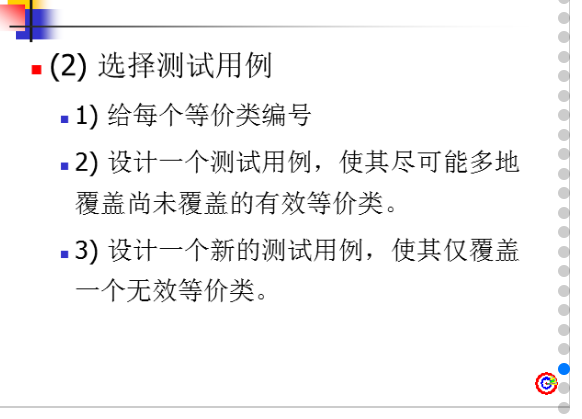 (2) 选择测试用例
1) 给每个等价类编号
2) 设计一个测试用例，使其尽可能多地
覆盖尚未覆盖的有效等价类。
3) 设计一个新的测试用例，使其仅覆盖
一个无效等价类。